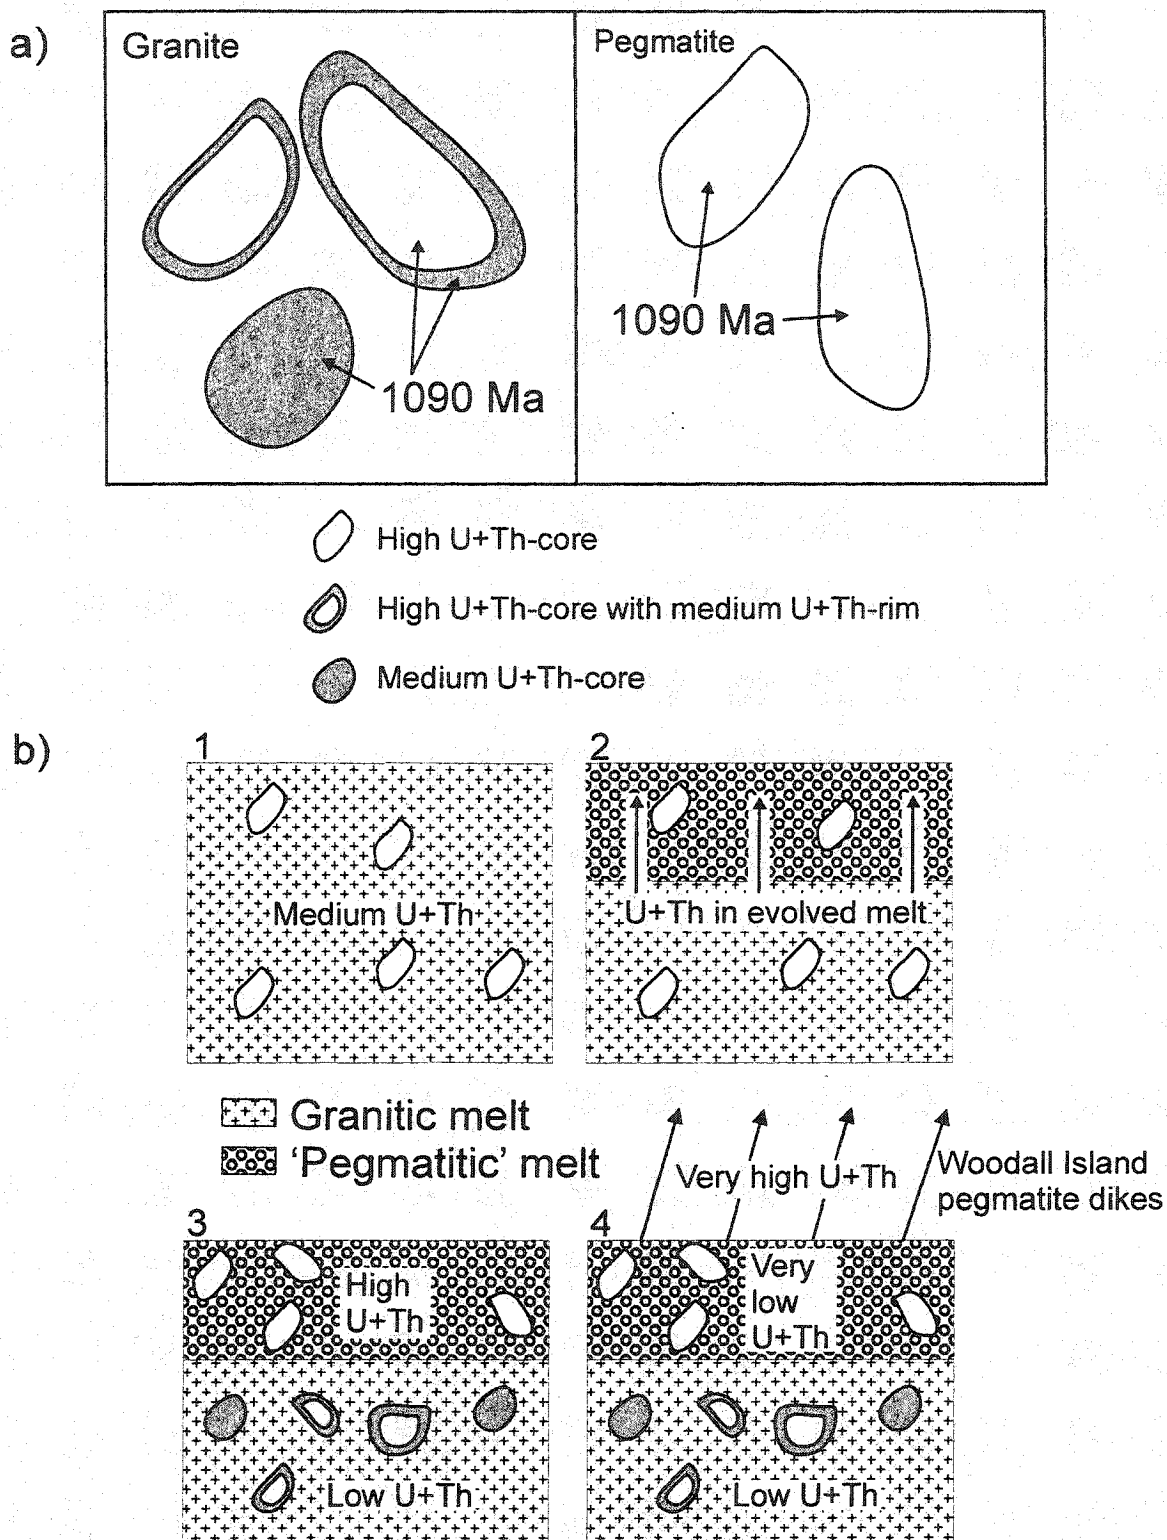 a)
Granite
Pegmatite
1090 Ma
1090 Ma
High U+Th-core
High U+Th-core with medium U+Th-rim
Medium U+Th-core
b)
1
2
Medium U+Th
U+Th in evolved melt
Granitic melt
'Pegmatitic' melt
Very high U+Th
Woodall Island
pegmatite dikes
3
4
High
U+Th
Very
low
U+Th
Low U+Th
Low U+Th